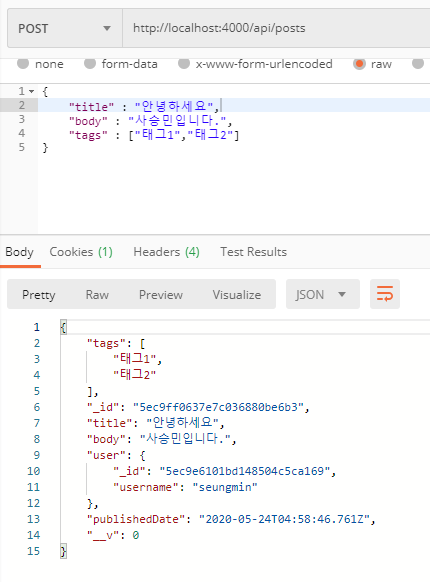 POST http://localhost:4000/api/posts
none form-data x-www-form-urlencoded raw
1 {
2 "title" : "안녕하세요",
3 "body" : "사승민입니다.",
4 "tags" : ["태그1","태그2"]
5 }
Body Cookies (1) Headers (4) Test Results
Pretty Raw Preview Visualize JSON
1 {
2 "tags": [
3 "태그1",
4 "태그2"
5 ],
6 "_id": "5ec9ff0637e7c036880be6b3",
7 "title": "안녕하세요",
8 "body": "사승민입니다.",
9 "user": {
10 "_id": "5ec9e6101bd148504c5ca169",
11 "username": "seungmin"
12 },
13 "publishedDate": "2020-05-24T04:58:46.761Z",
14 "__v": 0
15 }